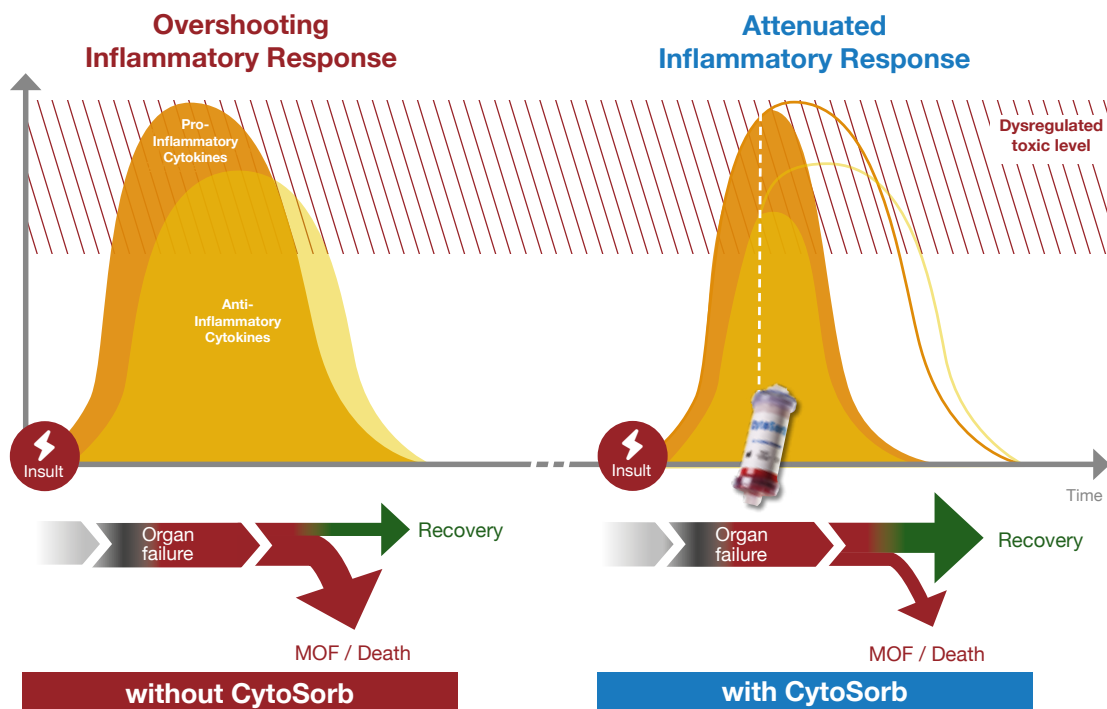 Overshooting
Inflammatory Response
Attenuated
Inflammatory Response
Pro-
Inflammatory
Cytokines
Dysregulated
toxic level
Anti-
Inflammatory
Cytokines
Insult
CytoSorb
Insult
Time
Organ
failure
Recovery
MOF / Death
Organ
failure
Recovery
MOF / Death
without CytoSorb
with CytoSorb